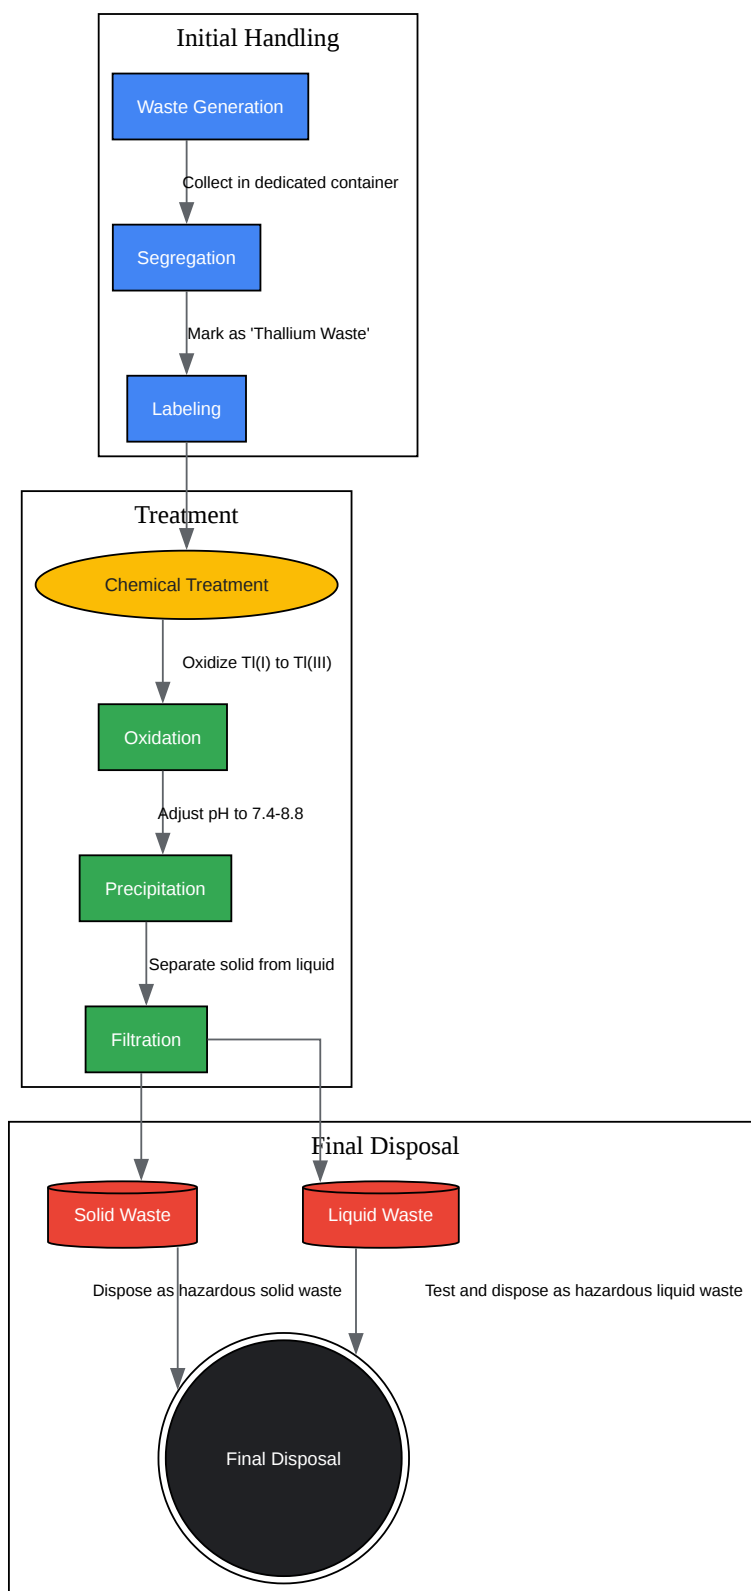 Initial Handling
Waste Generation
Collect in dedicated container
Segregation
Mark as 'Thallium Waste'
Labeling
Treatment
Chemical Treatment
Oxidize Tl(I) to Tl(III)
Oxidation
Adjust pH to 7.4-8.8
Precipitation
Separate solid from liquid
Filtration
Final Disposal
Solid Waste
Liquid Waste
Dispose as hazardous solid waste
Test and dispose as hazardous liquid waste
Final Disposal